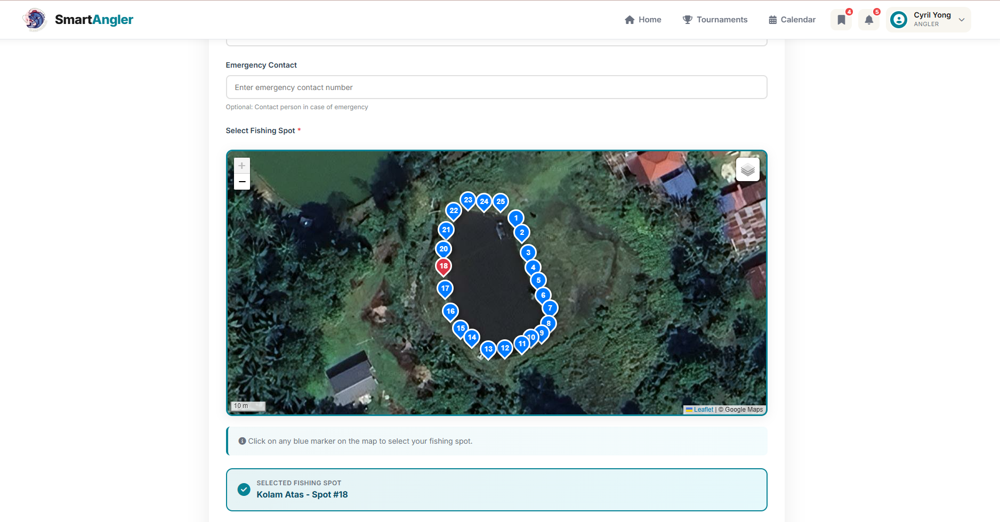 SmartAngler
Home
Tournaments
Calendar
4
5
Cyril Yong
ANGLER
Emergency Contact
Enter emergency contact number
Optional: Contact person in case of emergency
Select Fishing Spot *
+
−
23
24
25
22
1
21
2
20
3
18
4
5
17
6
7
16
8
15
9
14
10
11
13
12
10 m
Leaflet | © Google Maps
Click on any blue marker on the map to select your fishing spot.
SELECTED FISHING SPOT
Kolam Atas - Spot #18